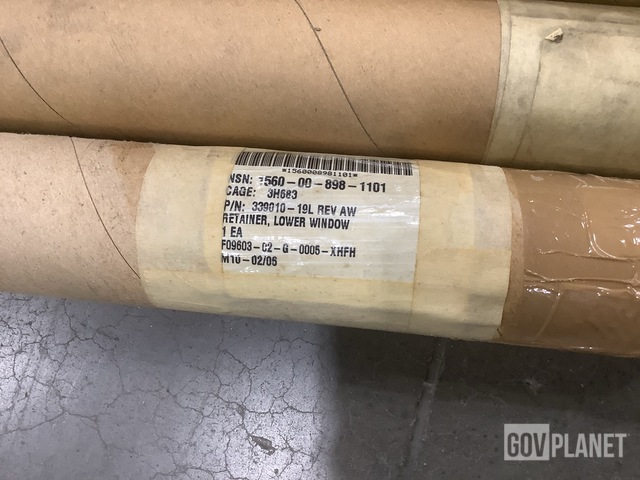 *1560008981101*
NSN: 1560-00-898-1101
CAGE: 3H683
P/N: 339010-19L REV AW
RETAINER, LOWER WINDOW
1 EA
F09603-C2-G-0005-XHFH
M10-02/06
GOVPLANET